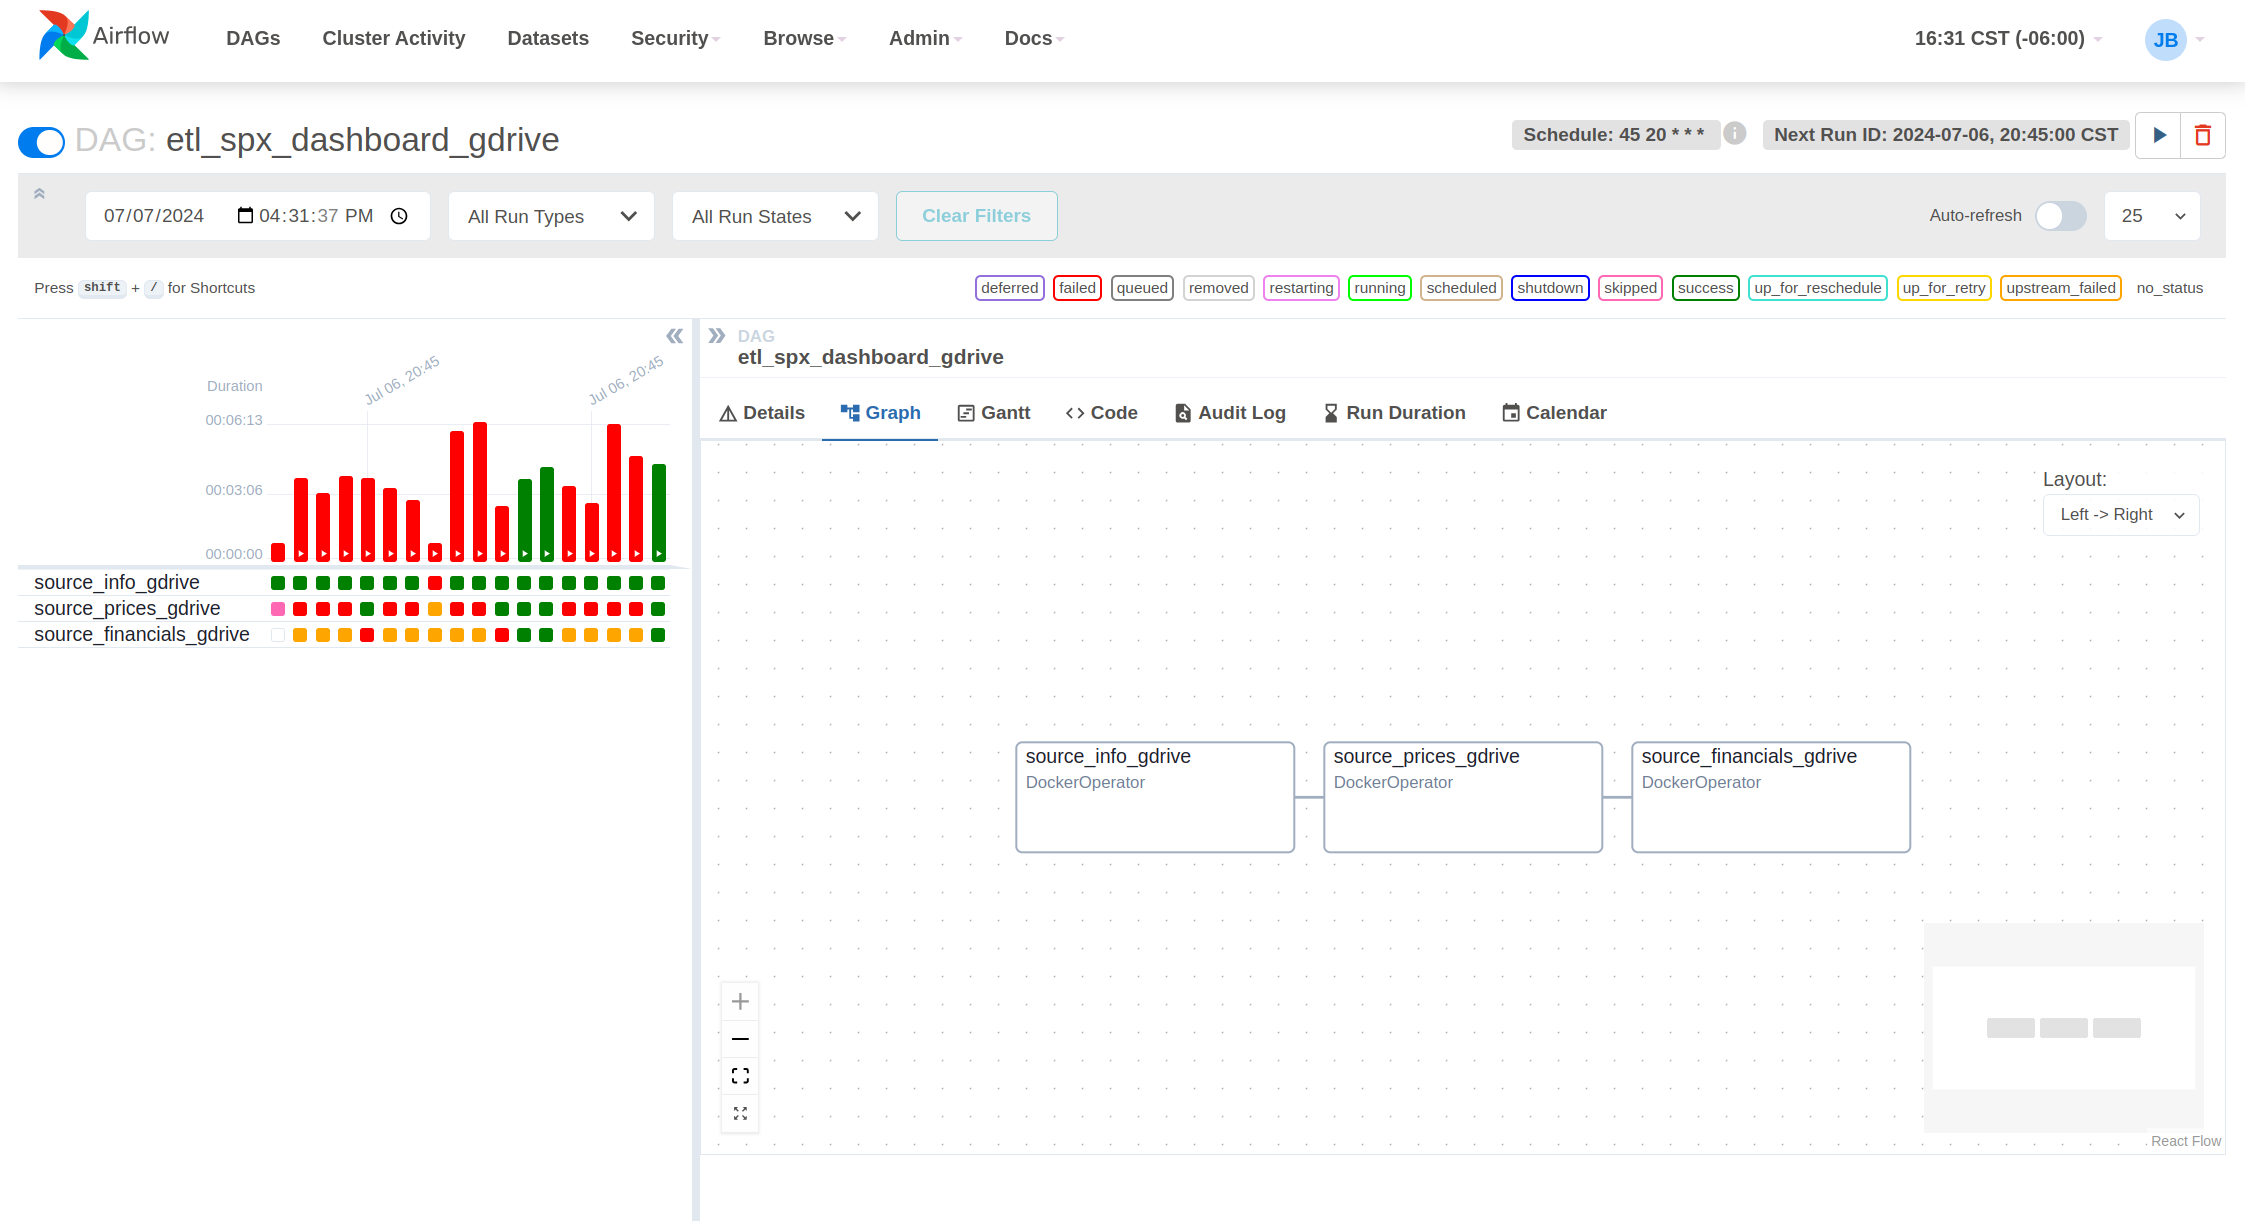 Airflow DAGs Cluster Activity Datasets Security Browse Admin Docs 16:31 CST (-06:00) JB
DAG: etl_spx_dashboard_gdrive Schedule: 45 20 * * * i Next Run ID: 2024-07-06, 20:45:00 CST
07/07/2024 04:31:37 PM All Run Types All Run States Clear Filters Auto-refresh 25
Press shift + / for Shortcuts deferred failed queued removed restarting running scheduled shutdown skipped success up_for_reschedule up_for_retry upstream_failed no_status
Duration
Jul 06, 20:45
Jul 06, 20:45
00:06:13
00:03:06
00:00:00
source_info_gdrive
source_prices_gdrive
source_financials_gdrive
DAG
etl_spx_dashboard_gdrive
Details Graph Gantt Code Audit Log Run Duration Calendar
Layout:
Left -> Right
source_info_gdrive
DockerOperator
source_prices_gdrive
DockerOperator
source_financials_gdrive
DockerOperator
React Flow